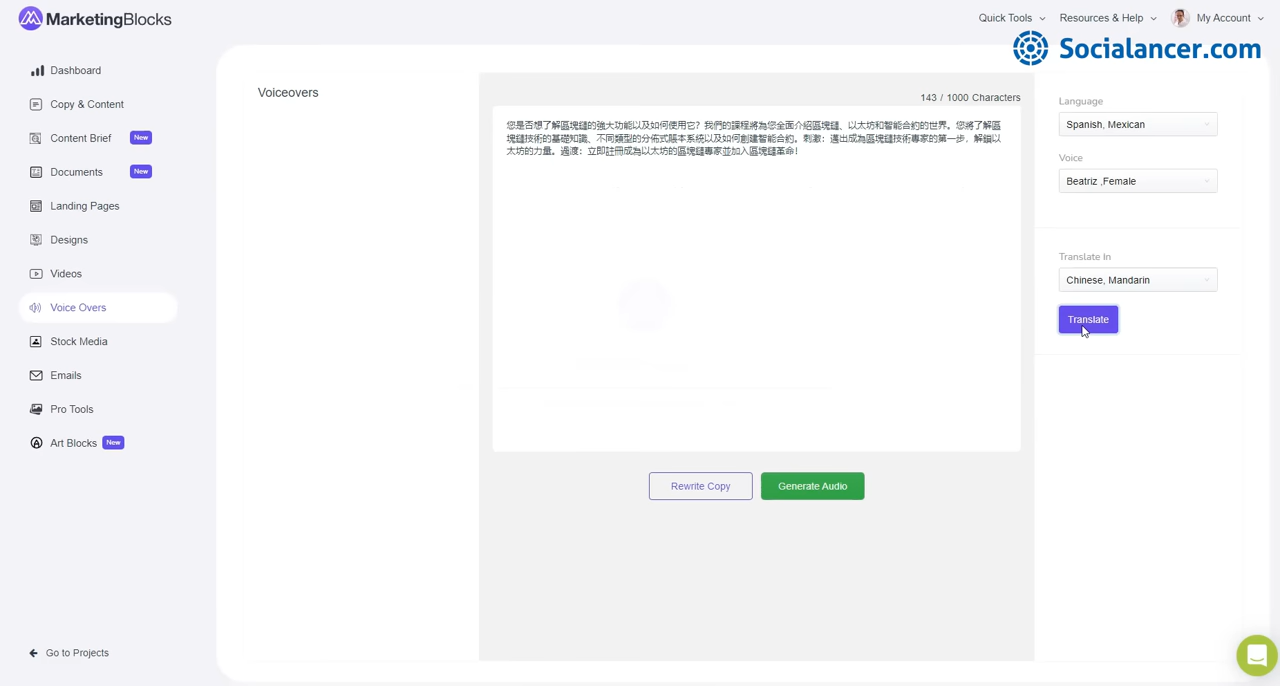 MarketingBlocks
Quick Tools
Resources & Help
My Account
Socialancer.com
Dashboard
Copy & Content
Content Brief New
Documents New
Landing Pages
Designs
Videos
Voice Overs
Stock Media
Emails
Pro Tools
Art Blocks New
Go to Projects
Voiceovers
143 / 1000 Characters
您是否想了解區塊鏈的強大功能以及如何使用它? 我們的課程將為您全面介紹區塊鏈、以太坊和智能合約的世界。您將了解區
塊鏈技術的基礎知識、不同類型的分佈式賬本系統以及如何創建智能合約。刺激: 邁出成為區塊鏈技術專家的第一步, 解鎖以
太坊的力量。過渡: 立即註冊成為以太坊的區塊鏈專家並加入區塊鏈革命!
Rewrite Copy
Generate Audio
Language
Spanish, Mexican
Voice
Beatriz ,Female
Translate In
Chinese, Mandarin
Translate